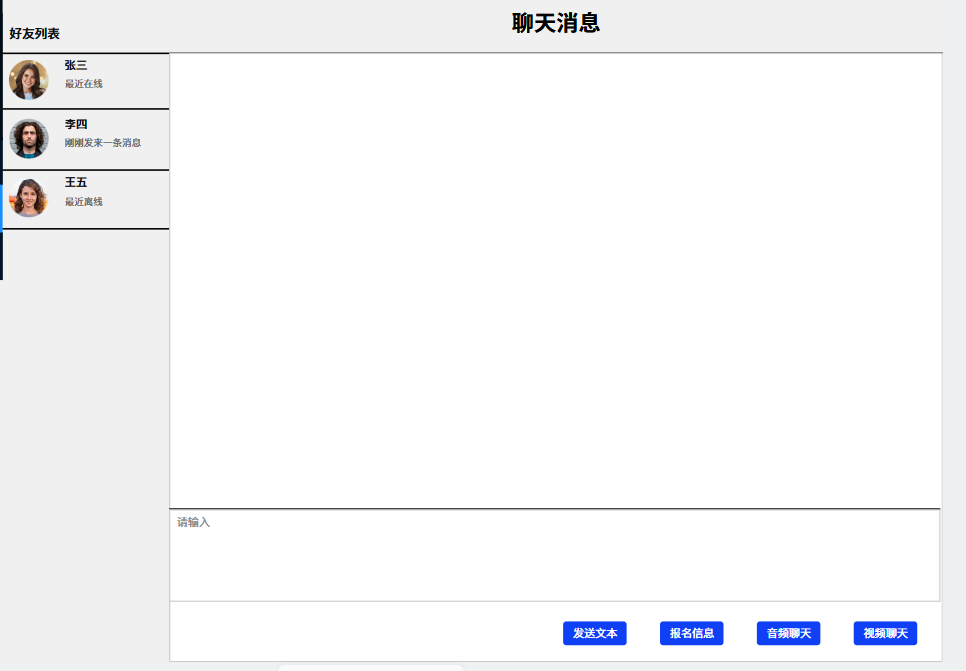 聊天消息
好友列表
张三
最近在线
李四
刚刚发来一条消息
王五
最近离线
请输入
发送文本
报名信息
音频聊天
视频聊天